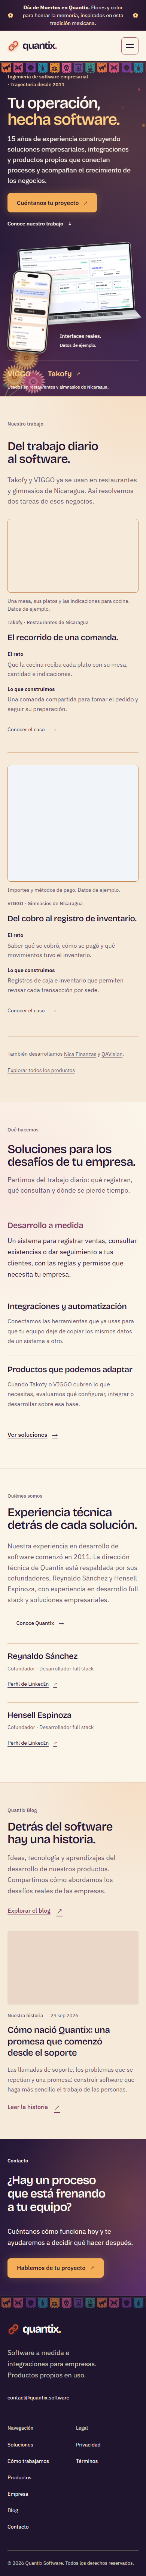 Día de Muertos en Quantix. Flores y color
para honrar la memoria, inspirados en esta
tradición mexicana.
quantix.
Ingeniería de software empresarial
· Trayectoria desde 2011
Tu operación,
hecha software.
15 años de experiencia construyendo
soluciones empresariales, integraciones
y productos propios que conectan
procesos y acompañan el crecimiento de
los negocios.
Cuéntanos tu proyecto ↗
Conoce nuestro trabajo ↓
Interfaces reales.
Datos de ejemplo.
VIGGO Takofy ↗
restaurantes y gimnasios de Nicaragua.
Nuestro trabajo
Del trabajo diario
al software.
Takofy y VIGGO ya se usan en restaurantes
y gimnasios de Nicaragua. Así resolvemos
dos tareas de esos negocios.
Una mesa, sus platos y las indicaciones para cocina.
Datos de ejemplo.
Takofy · Restaurantes de Nicaragua
El recorrido de una comanda.
El reto
Que la cocina reciba cada plato con su mesa,
cantidad e indicaciones.
Lo que construimos
Una comanda compartida para tomar el pedido y
seguir su preparación.
Conocer el caso →
Importes y métodos de pago. Datos de ejemplo.
VIGGO · Gimnasios de Nicaragua
Del cobro al registro de inventario.
El reto
Saber qué se cobró, cómo se pagó y qué
movimientos tuvo el inventario.
Lo que construimos
Registros de caja e inventario que permiten
revisar cada transacción por sede.
Conocer el caso →
También desarrollamos Nica Finanzas y QAVision.
Explorar todos los productos
Qué hacemos
Soluciones para los
desafíos de tu empresa.
Partimos del trabajo diario: qué registran,
qué consultan y dónde se pierde tiempo.
Desarrollo a medida
Un sistema para registrar ventas, consultar
existencias o dar seguimiento a tus
clientes, con las reglas y permisos que
necesita tu empresa.
Integraciones y automatización
Conectamos las herramientas que ya usas para
que tu equipo deje de copiar los mismos datos
de un sistema a otro.
Productos que podemos adaptar
Cuando Takofy o VIGGO cubren lo que
necesitas, evaluamos qué configurar, integrar o
desarrollar sobre esa base.
Ver soluciones →
Quiénes somos
Experiencia técnica
detrás de cada solución.
Nuestra experiencia en desarrollo de
software comenzó en 2011. La dirección
técnica de Quantix está respaldada por sus
cofundadores, Reynaldo Sánchez y Hensell
Espinoza, con experiencia en desarrollo full
stack y soluciones empresariales.
Conoce Quantix →
Reynaldo Sánchez
Cofundador · Desarrollador full stack
Perfil de LinkedIn ↗
Hensell Espinoza
Cofundador · Desarrollador full stack
Perfil de LinkedIn ↗
Quantix Blog
Detrás del software
hay una historia.
Ideas, tecnología y aprendizajes del
desarrollo de nuestros productos.
Compartimos cómo abordamos los
desafíos reales de las empresas.
Explorar el blog ↗
Nuestra historia 29 sep 2026
Cómo nació Quantix: una
promesa que comenzó
desde el soporte
Las llamadas de soporte, los problemas que se
repetían y una promesa: construir software que
haga más sencillo el trabajo de las personas.
Leer la historia ↗
Contacto
¿Hay un proceso
que está frenando
a tu equipo?
Cuéntanos cómo funciona hoy y te
ayudaremos a decidir qué hacer después.
Hablemos de tu proyecto ↗
quantix.
Software a medida e
integraciones para empresas.
Productos propios en uso.
contact@quantix.software
Navegación Legal
Soluciones Privacidad
Cómo trabajamos Términos
Productos
Empresa
Blog
Contacto
© 2026 Quantix Software. Todos los derechos reservados.